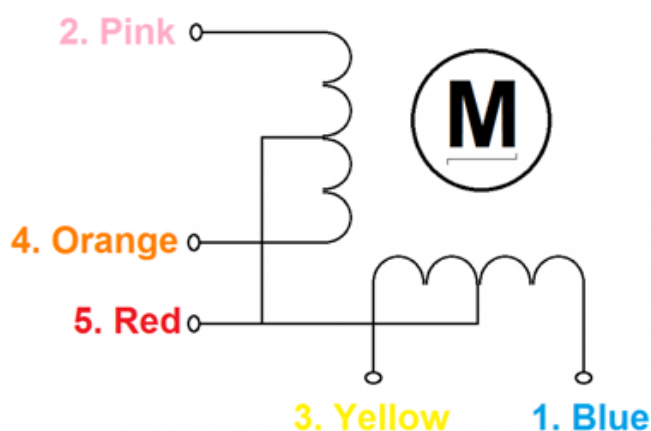 2. Pink
M
4. Orange
5. Red
3. Yellow
1. Blue